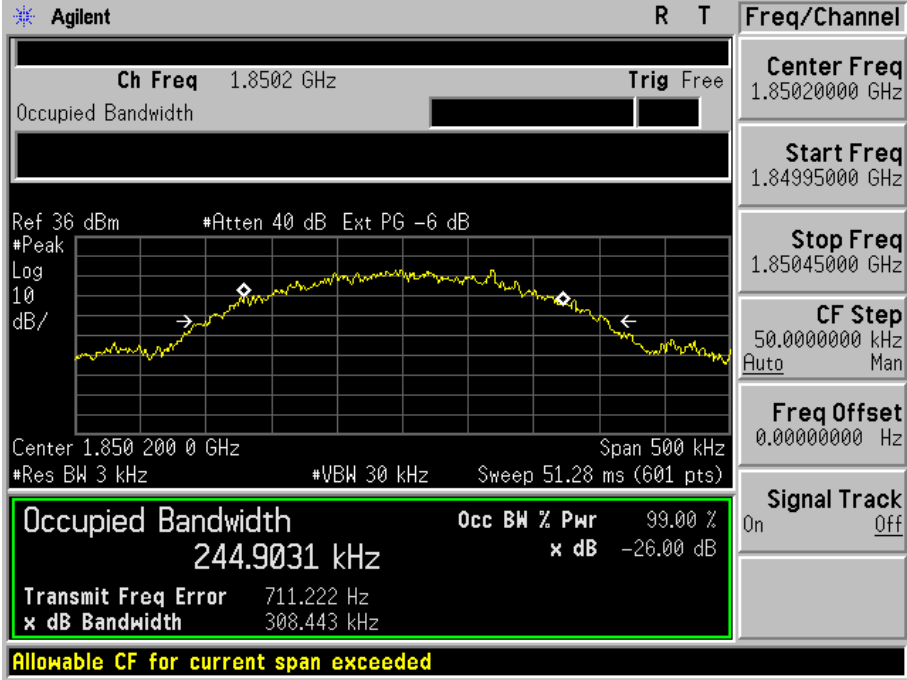 Agilent R T Freq/Channel
Ch Freq 1.8502 GHz Trig Free
Occupied Bandwidth
Center Freq
1.85020000 GHz
Start Freq
1.84995000 GHz
Stop Freq
1.85045000 GHz
CF Step
50.0000000 kHz
Auto Man
Freq Offset
0.00000000 Hz
Signal Track
On Off
Ref 36 dBm #Atten 40 dB Ext PG -6 dB
#Peak
Log
10
dB/
Center 1.850 200 0 GHz Span 500 kHz
#Res BW 3 kHz #VBW 30 kHz Sweep 51.28 ms (601 pts)
Occupied Bandwidth Occ BW % Pwr 99.00 %
244.9031 kHz x dB -26.00 dB
Transmit Freq Error 711.222 Hz
x dB Bandwidth 308.443 kHz
Allowable CF for current span exceeded